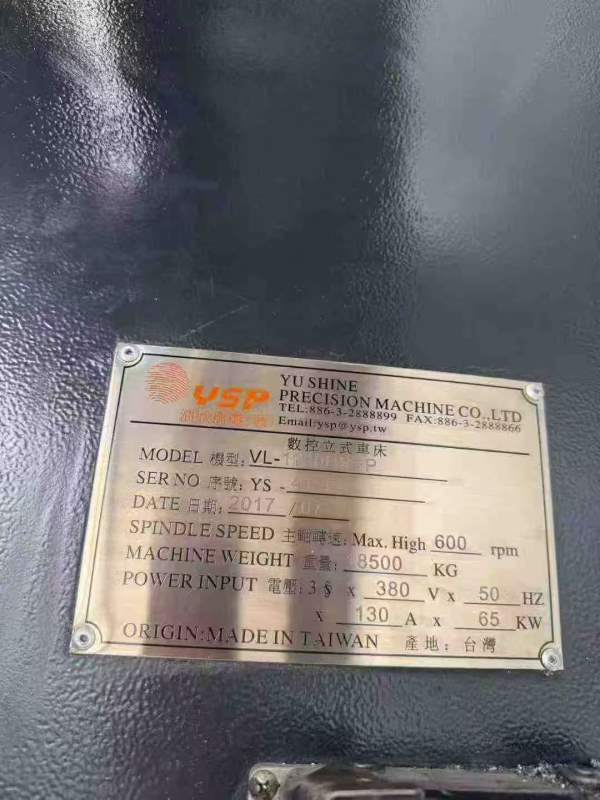 YSP
YU SHINE
PRECISION MACHINE CO.,LTD
TEL:886-3-2888899 FAX:886-3-2888866
Email:ysp@ysp.tw
數控立式車床
MODEL 機型: VL-
SER NO 序號: YS -
DATE 日期: 2017 / 07
SPINDLE SPEED 主軸轉速: Max. High 600 rpm
MACHINE WEIGHT 重量: 8500 KG
POWER INPUT 電壓: 3 § x 380 V x 50 HZ
x 130 A x 65 KW
ORIGIN:MADE IN TAIWAN 產地: 台灣